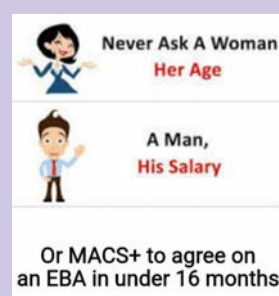 Never Ask A Woman
Her Age
A Man,
His Salary
Or MACS+ to agree on
an EBA in under 16 months